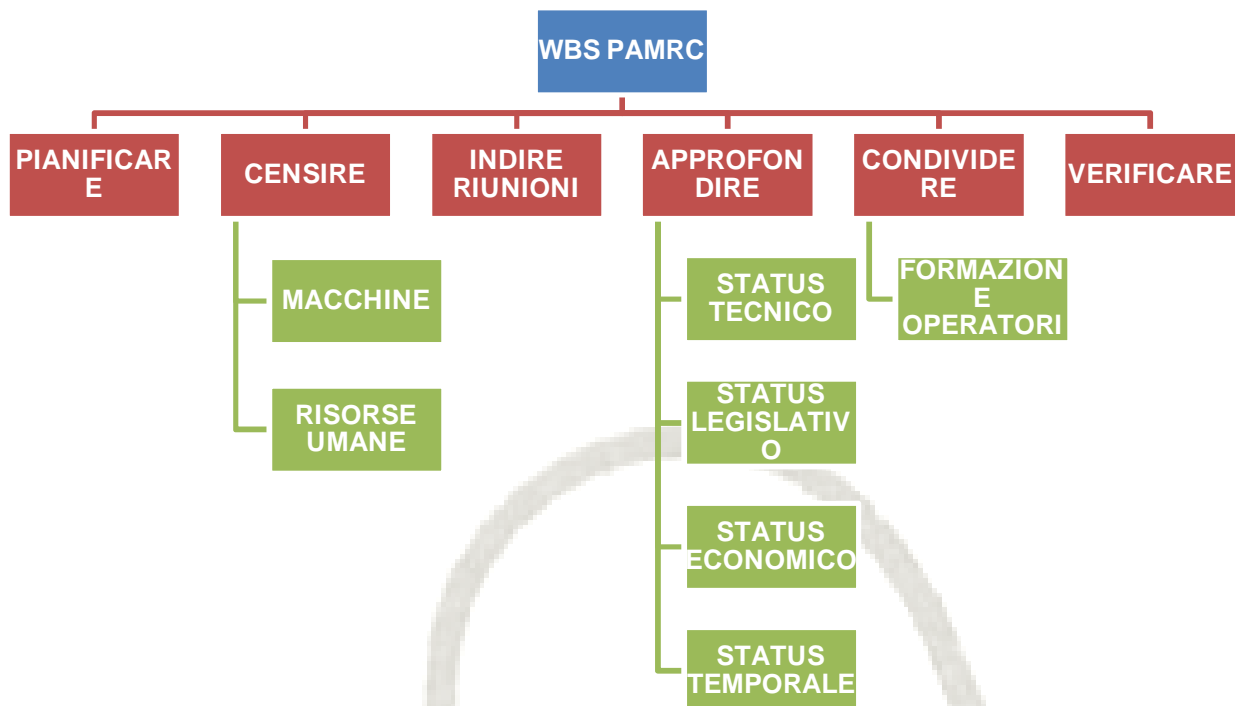 WBS PAMRC
PIANIFICAR
E
CENSIRE
MACCHINE
RISORSE
UMANE
INDIRE
RIUNIONI
APPROFON
DIRE
STATUS
TECNICO
STATUS
LEGISLATIV
O
STATUS
ECONOMICO
STATUS
TEMPORALE
CONDIVIDE
RE
FORMAZION
E
OPERATORI
VERIFICARE